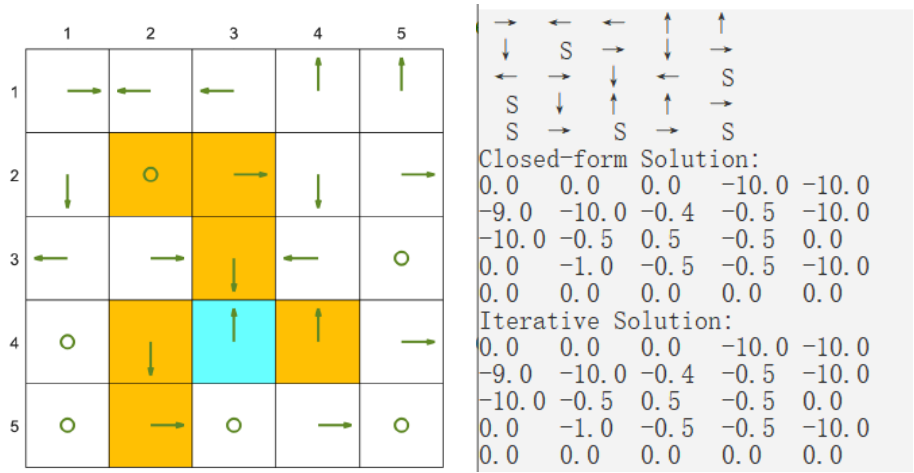 1 2 3 4 5
1
2
3
4
5
→ ← ← ↑ ↑
↓ S → ↓ →
← → ↓ ← S
S ↓ ↑ ↑ →
S → S → S
Closed-form Solution:
0.0 0.0 0.0 -10.0 -10.0
-9.0 -10.0 -0.4 -0.5 -10.0
-10.0 -0.5 0.5 -0.5 0.0
0.0 -1.0 -0.5 -0.5 -10.0
0.0 0.0 0.0 0.0 0.0
Iterative Solution:
0.0 0.0 0.0 -10.0 -10.0
-9.0 -10.0 -0.4 -0.5 -10.0
-10.0 -0.5 0.5 -0.5 0.0
0.0 -1.0 -0.5 -0.5 -10.0
0.0 0.0 0.0 0.0 0.0